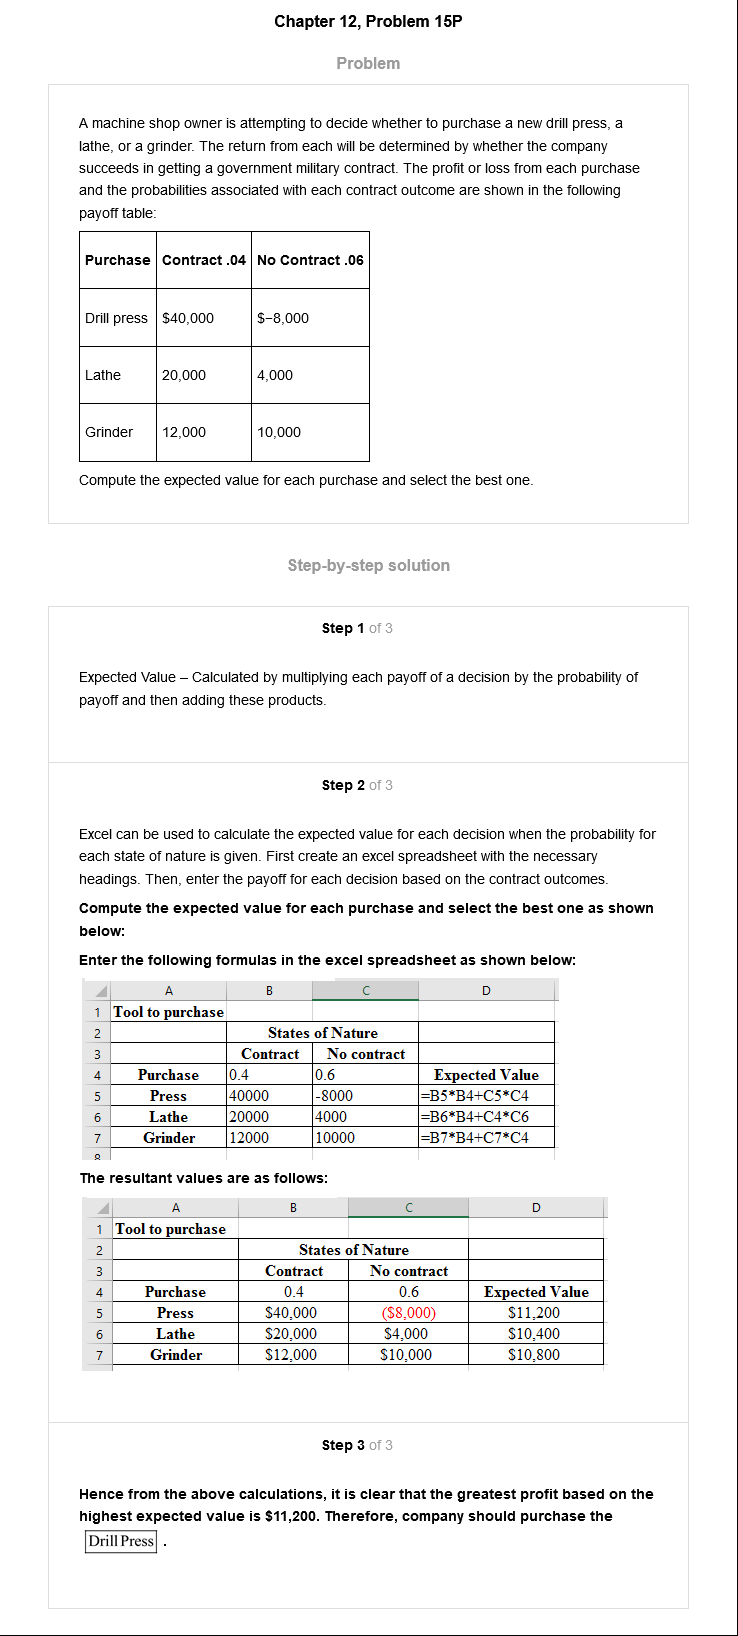 Chapter 12, Problem 15P
Problem
A machine shop owner is attempting to decide whether to purchase a new drill press, a
lathe, or a grinder. The return from each will be determined by whether the company
succeeds in getting a government military contract. The profit or loss from each purchase
and the probabilities associated with each contract outcome are shown in the following
payoff table:
Purchase Contract .04 No Contract .06
Drill press $40,000 $−8,000
Lathe 20,000 4,000
Grinder 12,000 10,000
Compute the expected value for each purchase and select the best one.
Step-by-step solution
Step 1 of 3
Expected Value – Calculated by multiplying each payoff of a decision by the probability of
payoff and then adding these products.
Step 2 of 3
Excel can be used to calculate the expected value for each decision when the probability for
each state of nature is given. First create an excel spreadsheet with the necessary
headings. Then, enter the payoff for each decision based on the contract outcomes.
Compute the expected value for each purchase and select the best one as shown
below:
Enter the following formulas in the excel spreadsheet as shown below:
A B C D
1 Tool to purchase
2 States of Nature
3 Contract No contract
4 Purchase 0.4 0.6 Expected Value
5 Press 40000 -8000 =B5*B4+C5*C4
6 Lathe 20000 4000 =B6*B4+C4*C6
7 Grinder 12000 10000 =B7*B4+C7*C4
8
The resultant values are as follows:
A B C D
1 Tool to purchase
2 States of Nature
3 Contract No contract
4 Purchase 0.4 0.6 Expected Value
5 Press $40,000 ($8,000) $11,200
6 Lathe $20,000 $4,000 $10,400
7 Grinder $12,000 $10,000 $10,800
Step 3 of 3
Hence from the above calculations, it is clear that the greatest profit based on the
highest expected value is $11,200. Therefore, company should purchase the
Drill Press .